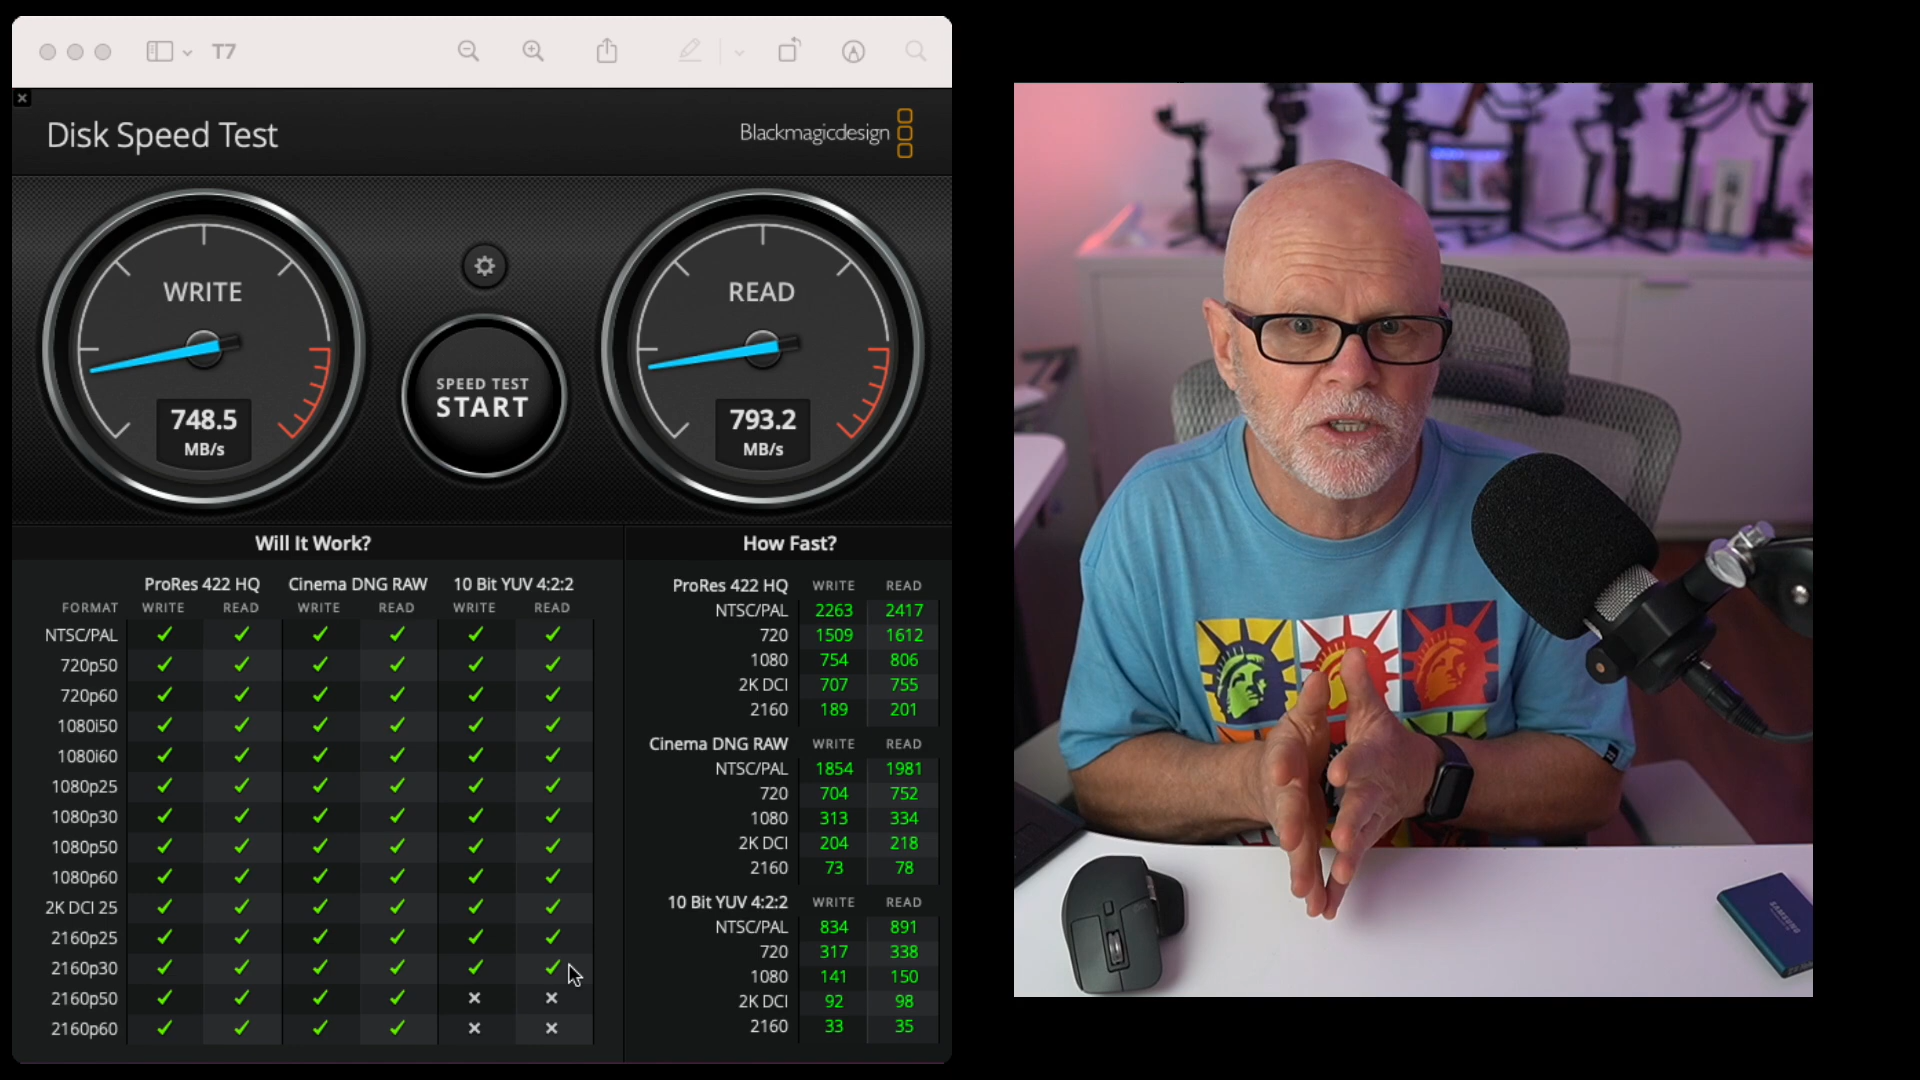 T7
Disk Speed Test
Blackmagicdesign
WRITE
748.5
MB/s
SPEED TEST
START
READ
793.2
MB/s
Will It Work?
ProRes 422 HQ Cinema DNG RAW 10 Bit YUV 4:2:2
FORMAT WRITE READ WRITE READ WRITE READ
NTSC/PAL ✓ ✓ ✓ ✓ ✓ ✓
720p50 ✓ ✓ ✓ ✓ ✓ ✓
720p60 ✓ ✓ ✓ ✓ ✓ ✓
1080i50 ✓ ✓ ✓ ✓ ✓ ✓
1080i60 ✓ ✓ ✓ ✓ ✓ ✓
1080p25 ✓ ✓ ✓ ✓ ✓ ✓
1080p30 ✓ ✓ ✓ ✓ ✓ ✓
1080p50 ✓ ✓ ✓ ✓ ✓ ✓
1080p60 ✓ ✓ ✓ ✓ ✓ ✓
2K DCI 25 ✓ ✓ ✓ ✓ ✓ ✓
2160p25 ✓ ✓ ✓ ✓ ✓ ✓
2160p30 ✓ ✓ ✓ ✓ ✓ ✓
2160p50 ✓ ✓ ✓ ✓ × ×
2160p60 ✓ ✓ ✓ ✓ × ×
How Fast?
ProRes 422 HQ WRITE READ
NTSC/PAL 2263 2417
720 1509 1612
1080 754 806
2K DCI 707 755
2160 189 201
Cinema DNG RAW WRITE READ
NTSC/PAL 1854 1981
720 704 752
1080 313 334
2K DCI 204 218
2160 73 78
10 Bit YUV 4:2:2 WRITE READ
NTSC/PAL 834 891
720 317 338
1080 141 150
2K DCI 92 98
2160 33 35
SAMSUNG